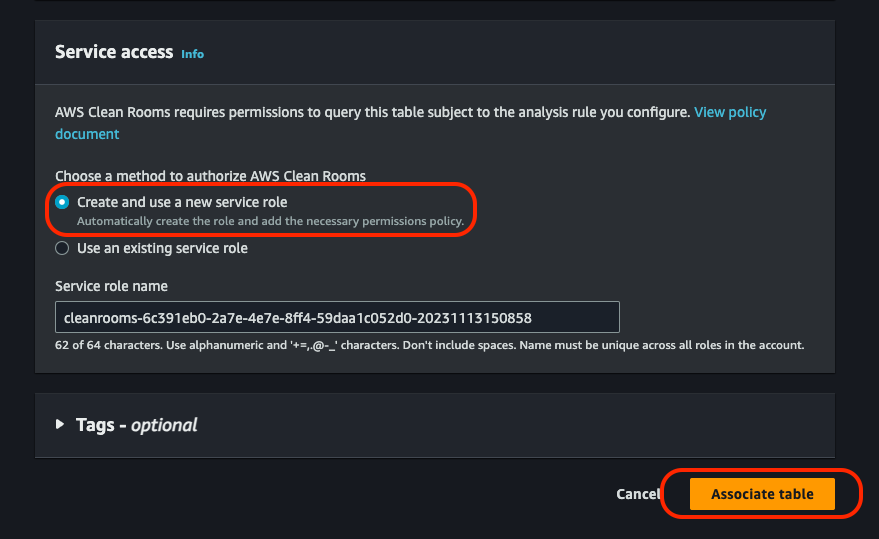 Service access Info
AWS Clean Rooms requires permissions to query this table subject to the analysis rule you configure. View policy
document
Choose a method to authorize AWS Clean Rooms
Create and use a new service role
Automatically create the role and add the necessary permissions policy.
Use an existing service role
Service role name
cleanrooms-6c391eb0-2a7e-4e7e-8ff4-59daa1c052d0-20231113150858
62 of 64 characters. Use alphanumeric and '+=,.@-_' characters. Don't include spaces. Name must be unique across all roles in the account.
Tags - optional
Cancel Associate table